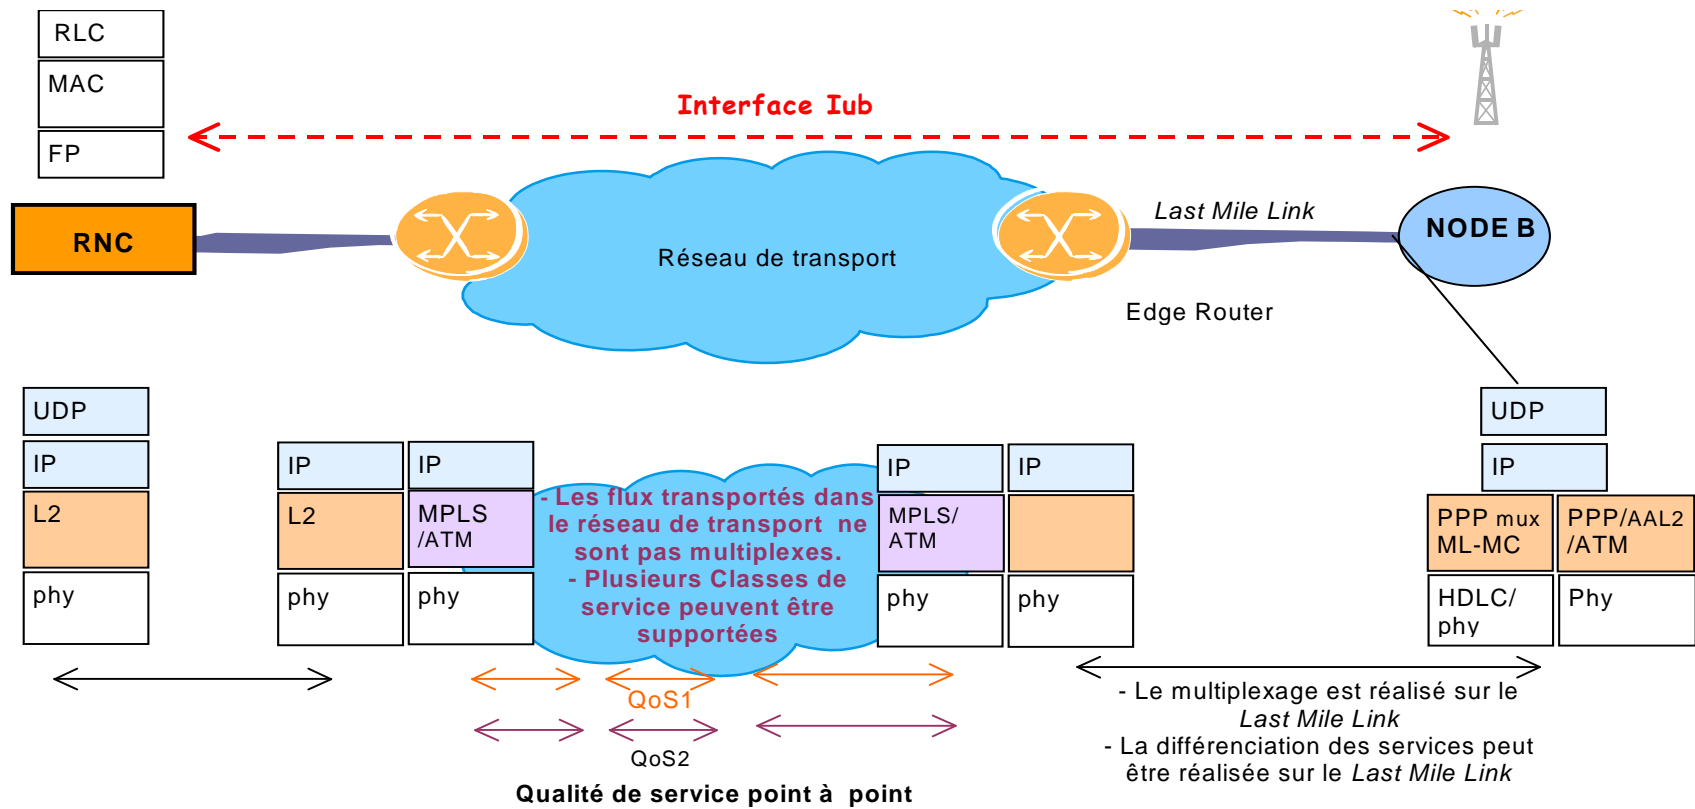 RLC
MAC
FP
Interface Iub
RNC
Réseau de transport
Last Mile Link
NODE B
Edge Router
UDP
IP
L2
phy
IP
L2
phy
IP
MPLS
/ATM
phy
- Les flux transportés dans
le réseau de transport ne
sont pas multiplexes.
- Plusieurs Classes de
service peuvent être
supportées
IP
MPLS/
ATM
phy
IP
phy
UDP
IP
PPP mux
ML-MC
PPP/AAL2
/ATM
HDLC/
phy
Phy
QoS1
QoS2
Qualité de service point à point
- Le multiplexage est réalisé sur le
Last Mile Link
- La différenciation des services peut
être réalisée sur le Last Mile Link